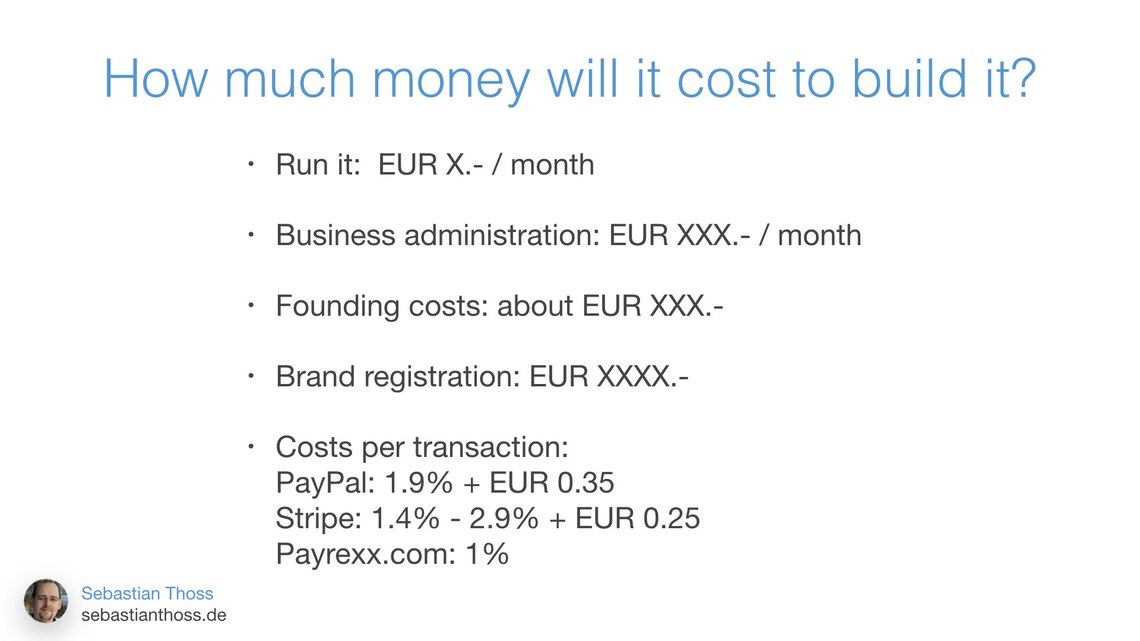 How much money will it cost to build it?
• Run it:  EUR X.- / month
• Business administration: EUR XXX.- / month
• Founding costs: about EUR XXX.-
• Brand registration: EUR XXXX.-
• Costs per transaction:
PayPal: 1.9% + EUR 0.35
Stripe: 1.4% - 2.9% + EUR 0.25
Payrexx.com: 1%
Sebastian Thoss
sebastianthoss.de